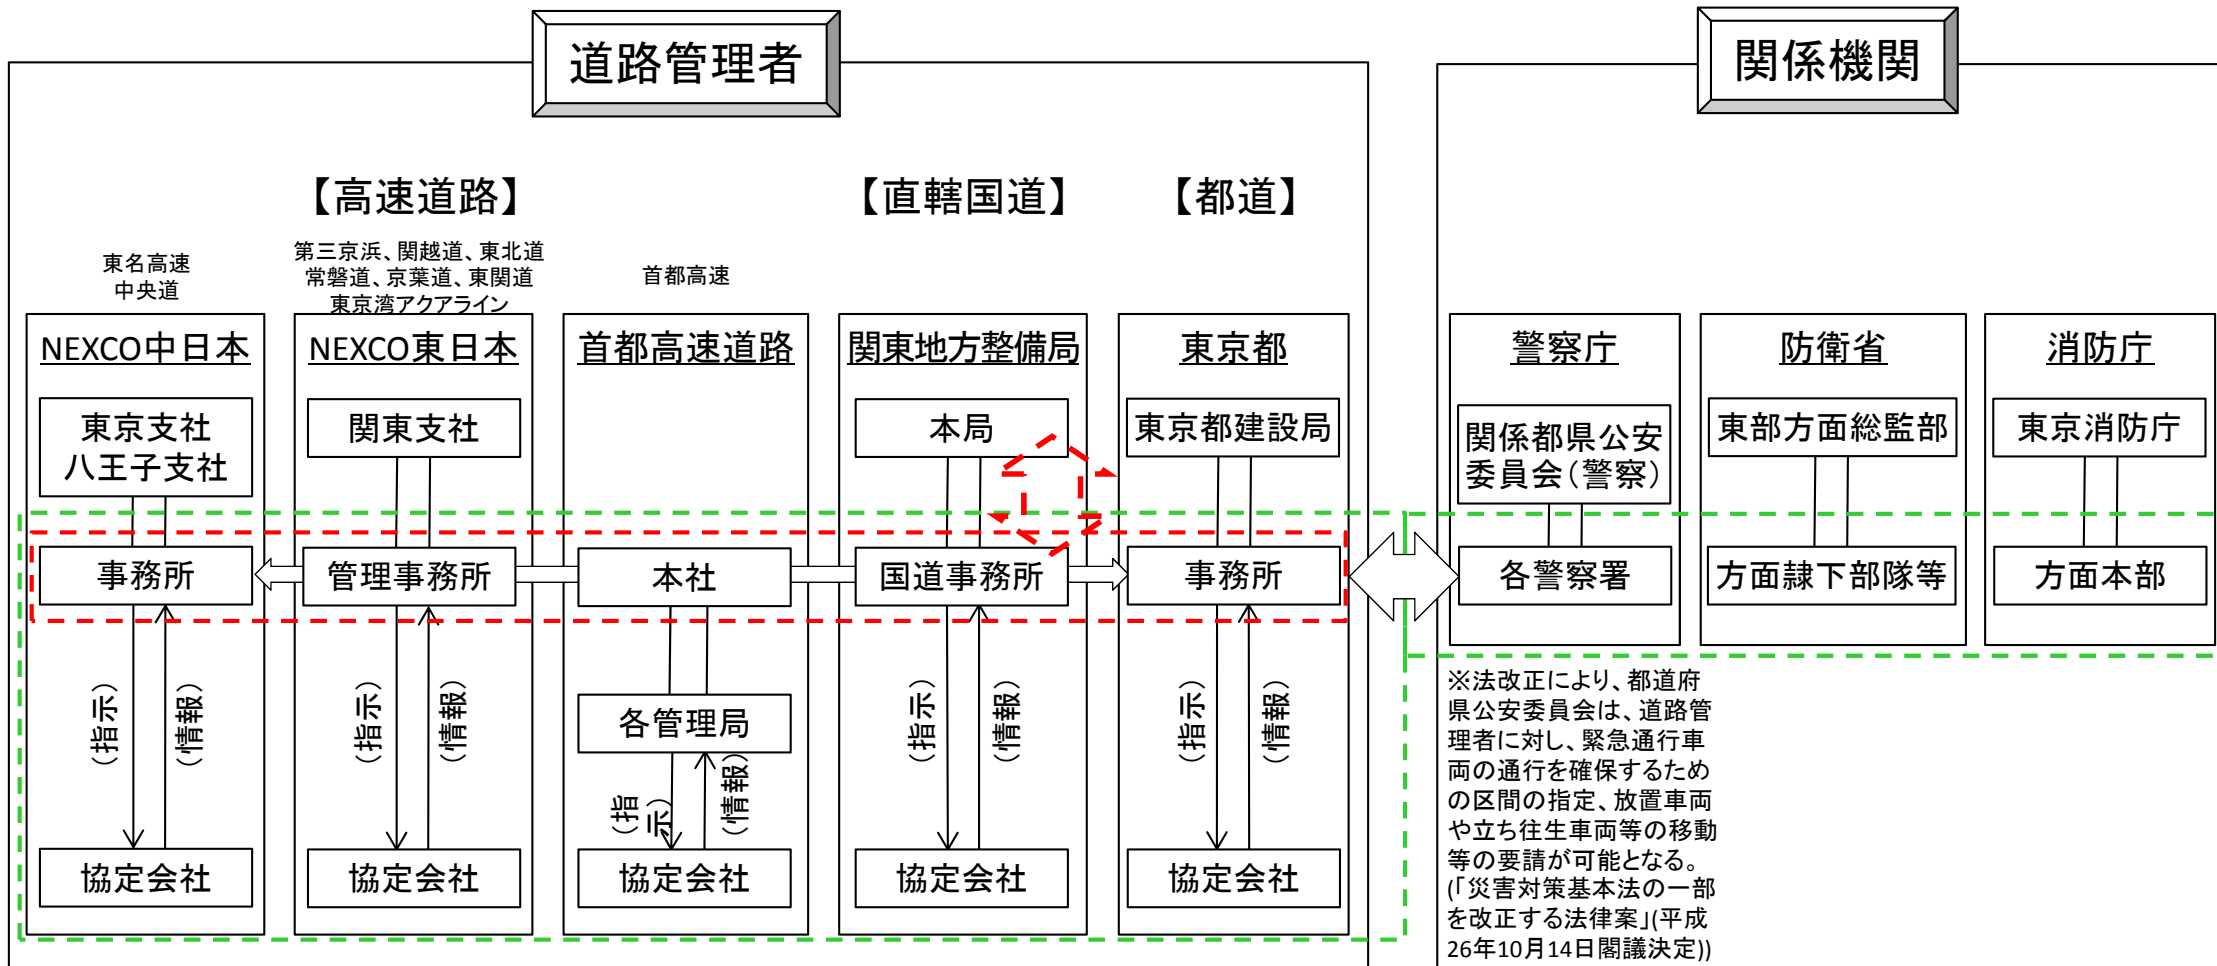 道路管理者
関係機関
【高速道路】
【直轄国道】
【都道】
東名高速
中央道
第三京浜、関越道、東北道
常磐道、京葉道、東関道
東京湾アクアライン
首都高速
NEXCO中日本
NEXCO東日本
首都高速道路
関東地方整備局
東京都
警察庁
防衛省
消防庁
東京支社
八王子支社
関東支社
本局
東京都建設局
関係都県公安
委員会(警察)
東部方面総監部
東京消防庁
事務所
管理事務所
本社
国道事務所
事務所
各警察署
方面隷下部隊等
方面本部
(指示)
(情報)
(指示)
(情報)
各管理局
(指
示)
(情報)
(指示)
(情報)
(指示)
(情報)
協定会社
協定会社
協定会社
協定会社
協定会社
※法改正により、都道府
県公安委員会は、道路管
理者に対し、緊急通行車
両の通行を確保するため
の区間の指定、放置車両
や立ち往生車両等の移動
等の要請が可能となる。
(「災害対策基本法の一部
を改正する法律案」(平成
26年10月14日閣議決定))